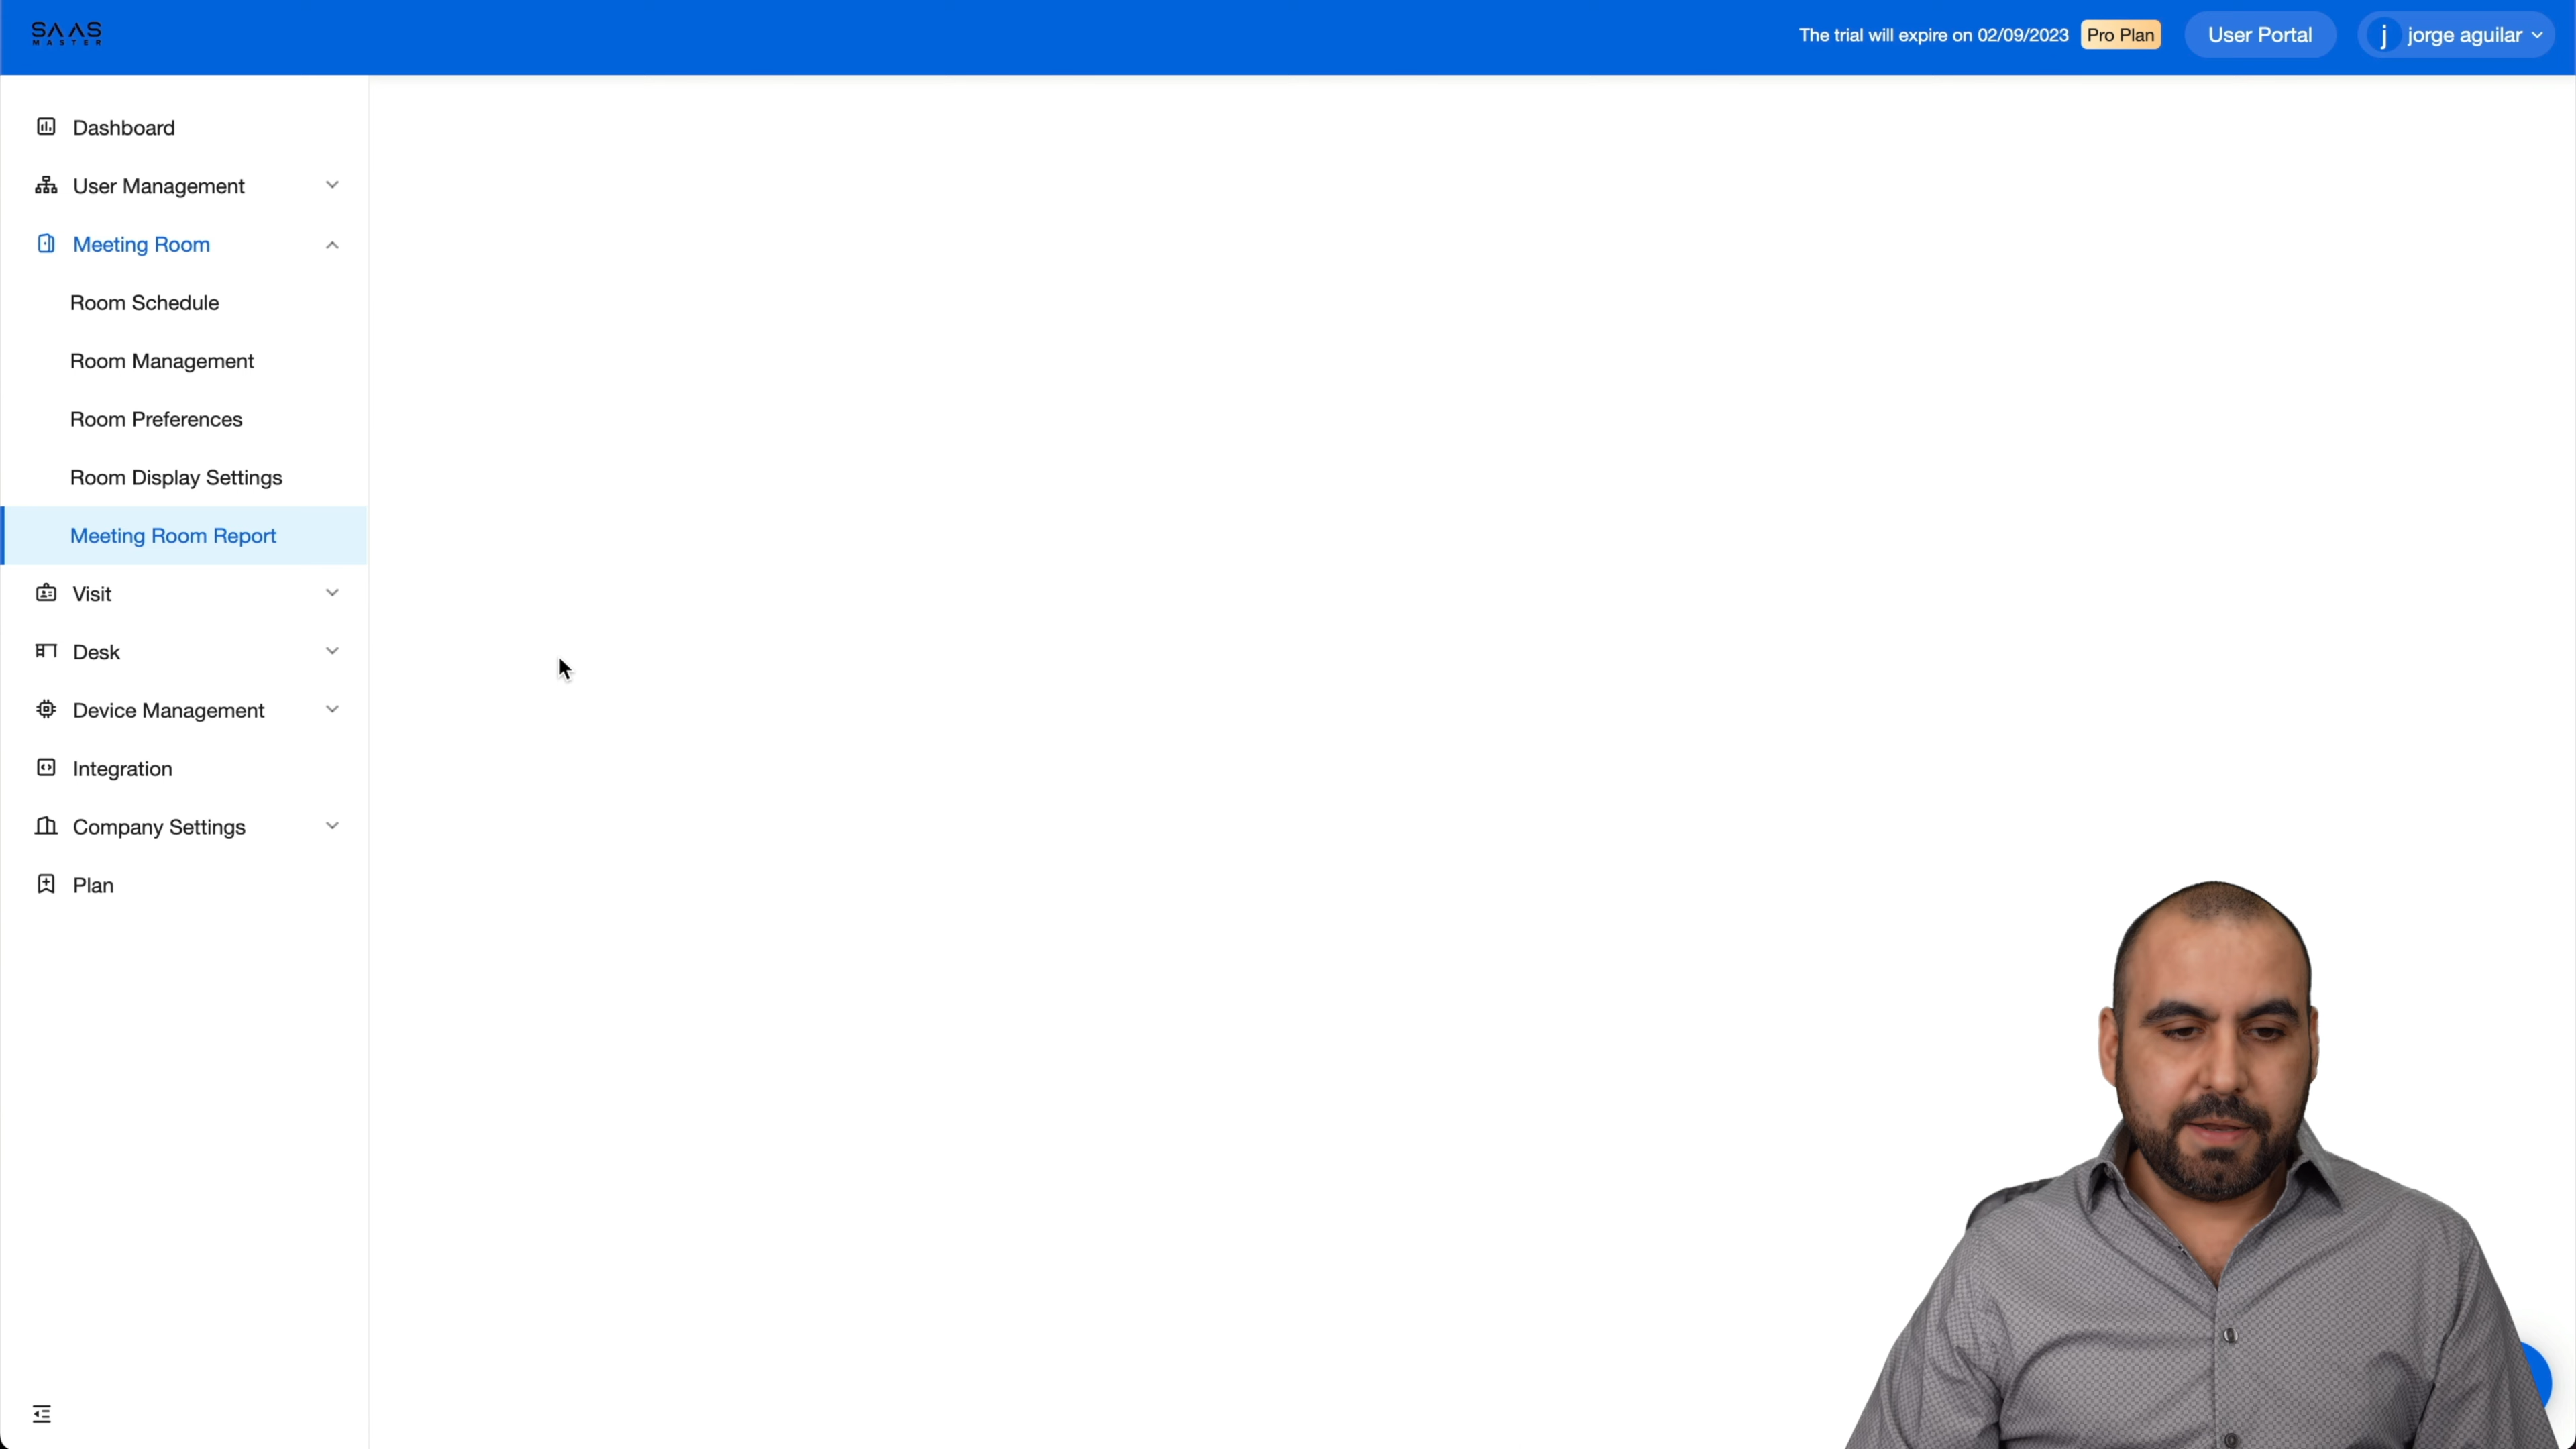 SAAS
MASTER
The trial will expire on 02/09/2023 Pro Plan User Portal j jorge aguilar
Dashboard
User Management
Meeting Room
Room Schedule
Room Management
Room Preferences
Room Display Settings
Meeting Room Report
Visit
Desk
Device Management
Integration
Company Settings
Plan